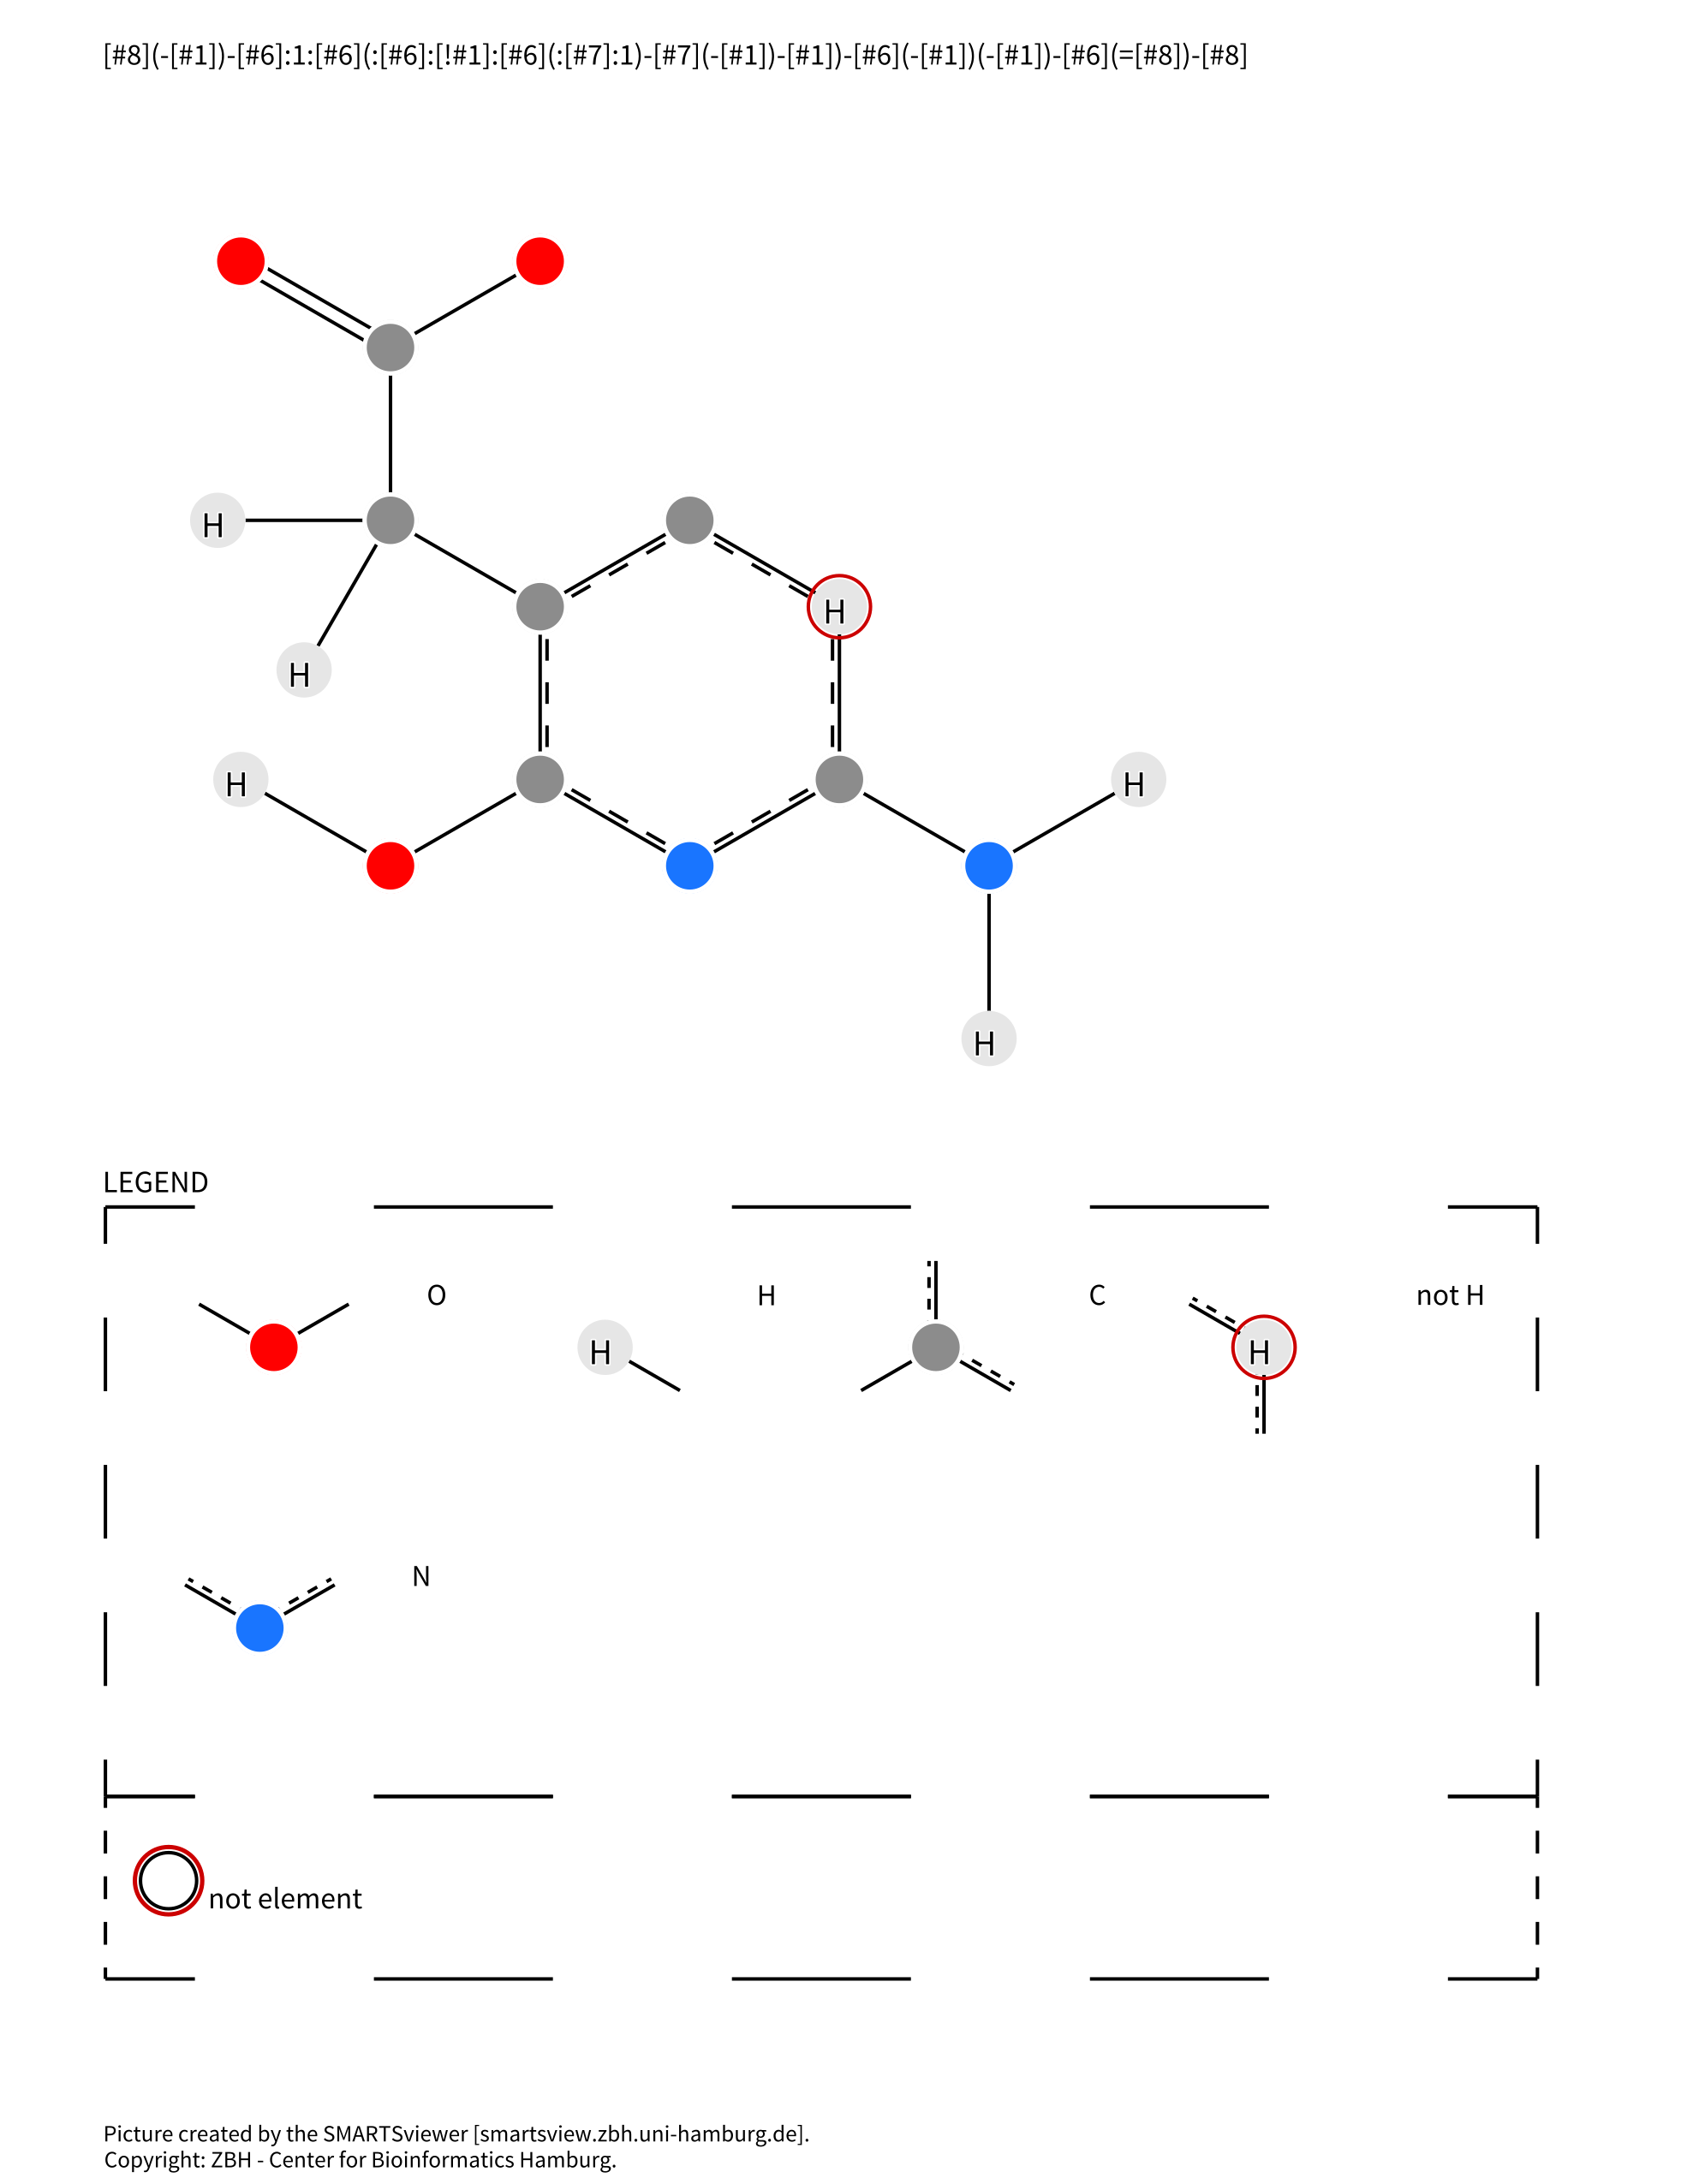 [#8](-[#1])-[#6]:1:[#6](:[#6]:[!#1]:[#6](:[#7]:1)-[#7](-[#1])-[#1])-[#6](-[#1])(-[#1])-[#6](=[#8])-[#8]
H
H
H
H
H
H
LEGEND
O H C not H
H H
N
not element
Picture created by the SMARTSviewer [smartsview.zbh.uni-hamburg.de].
Copyright: ZBH - Center for Bioinformatics Hamburg.